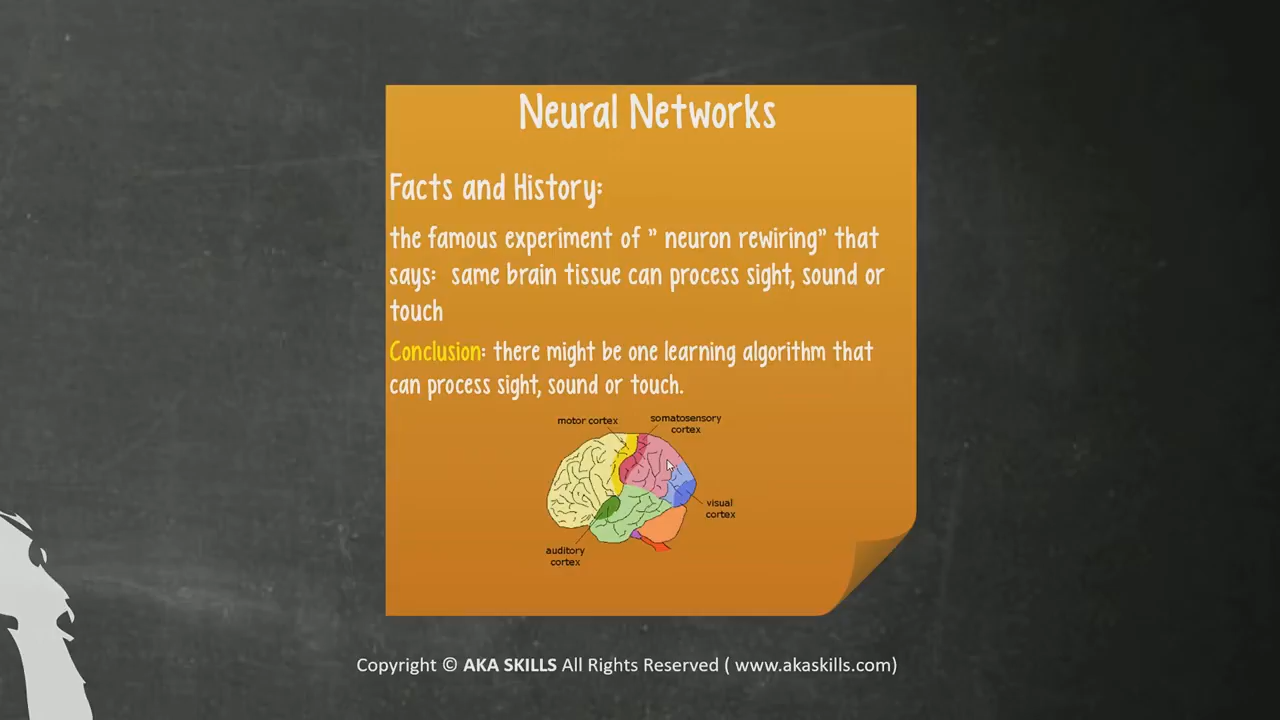 Neural Networks
Facts and History:
the famous experiment of ” neuron rewiring” that
says:  same brain tissue can process sight, sound or
touch
Conclusion: there might be one learning algorithm that
can process sight, sound or touch.
motor cortex
somatosensory
cortex
visual
cortex
auditory
cortex
Copyright © AKA SKILLS All Rights Reserved ( www.akaskills.com)